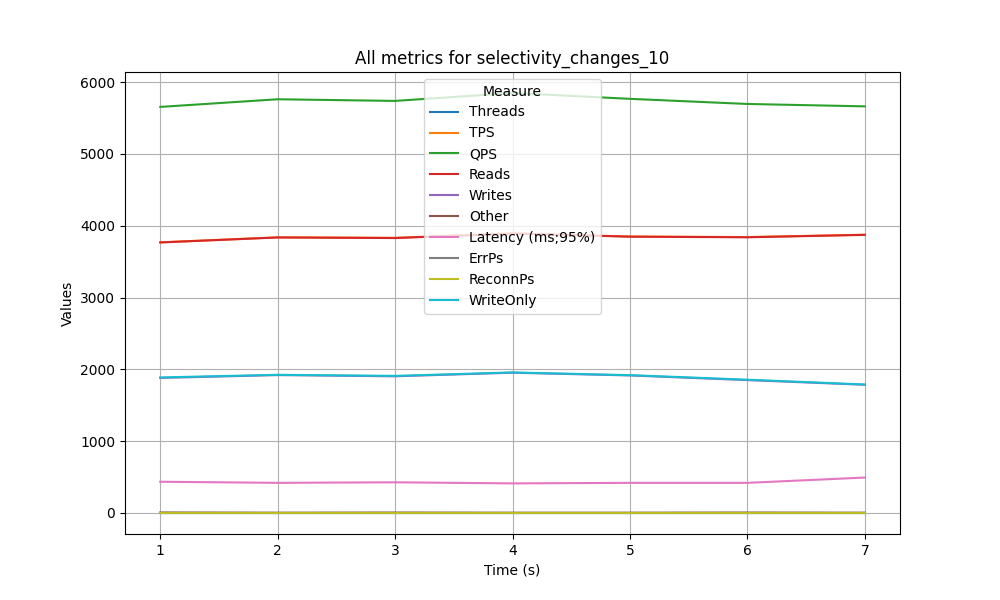 All metrics for selectivity_changes_10
6000
5000
4000
3000
2000
1000
0
Values
Measure
Threads
TPS
QPS
Reads
Writes
Other
Latency (ms;95%)
ErrPs
ReconnPs
WriteOnly
1 2 3 4 5 6 7
Time (s)